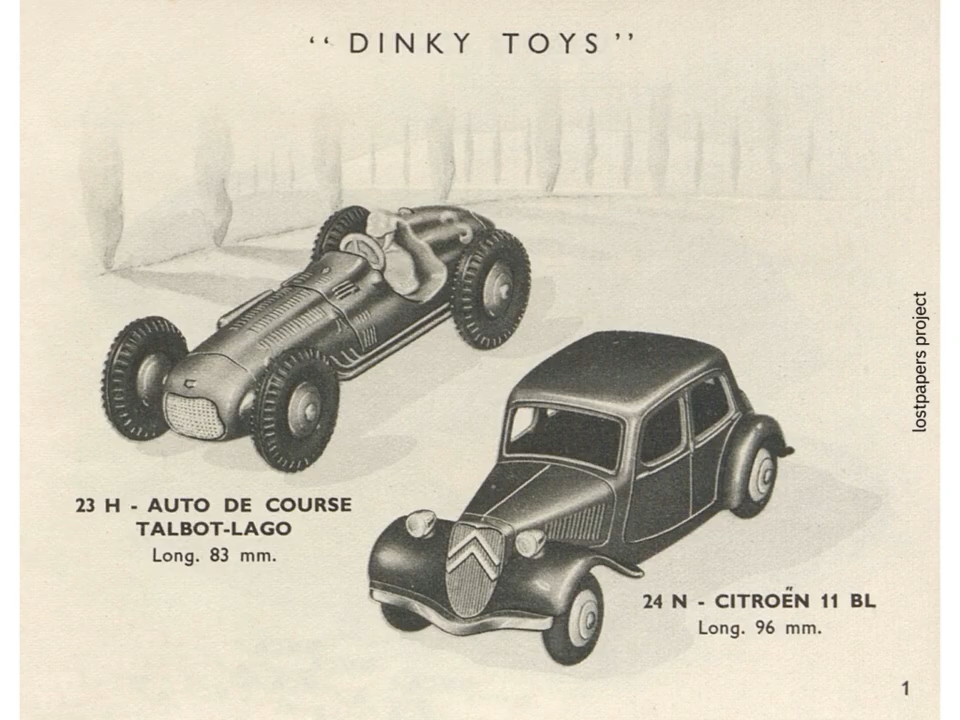 “ DINKY TOYS ”
23 H - AUTO DE COURSE
TALBOT-LAGO
Long. 83 mm.
24 N - CITROËN 11 BL
Long. 96 mm.
1
lostpapers project